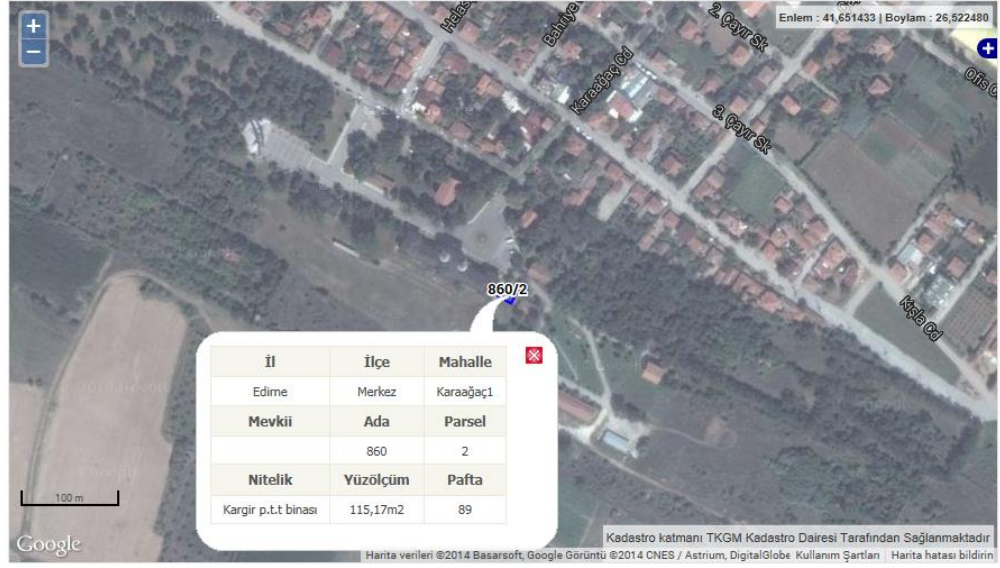 +
−
Enlem : 41,651433 | Boylam : 26,522480
+
Bahriye
2. Çayır Sk
Karaağaç Cd
3. Çayır Sk
Kışla Cd
860/2
İl İlçe Mahalle
Edirne Merkez Karaağaç1
Mevkii Ada Parsel
860 2
Nitelik Yüzölçüm Pafta
Kargir p.t.t binası 115,17m2 89
100 m
Google
Kadastro katmanı TKGM Kadastro Dairesi Tarafından Sağlanmaktadır
Harita verileri ©2014 Basarsoft, Google Görüntü ©2014 CNES / Astrium, DigitalGlobe Kullanım Şartları Harita hatası bildirin